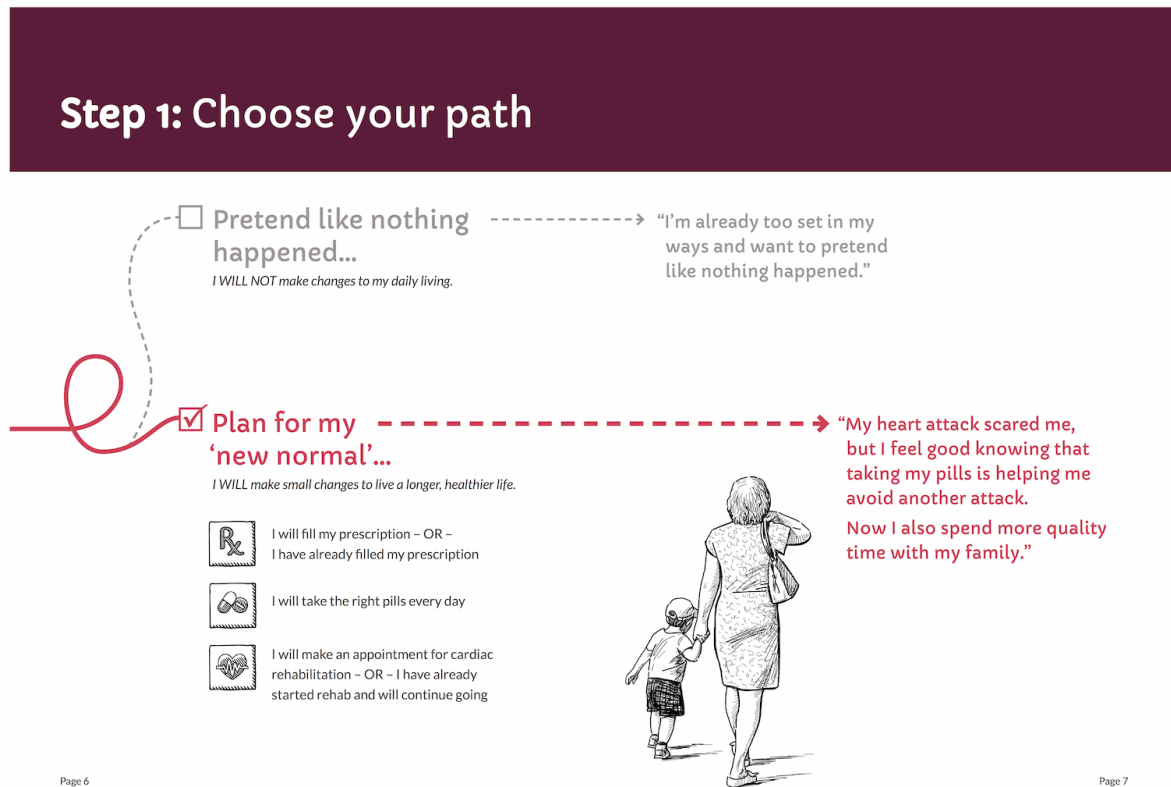 Step 1: Choose your path
Pretend like nothing
happened...
I WILL NOT make changes to my daily living.
“I’m already too set in my
ways and want to pretend
like nothing happened.”
Plan for my
‘new normal’...
I WILL make small changes to live a longer, healthier life.
“My heart attack scared me,
but I feel good knowing that
taking my pills is helping me
avoid another attack.
Now I also spend more quality
time with my family.”
Rx
I will fill my prescription – OR –
I have already filled my prescription
I will take the right pills every day
I will make an appointment for cardiac
rehabilitation – OR – I have already
started rehab and will continue going
Page 6
Page 7